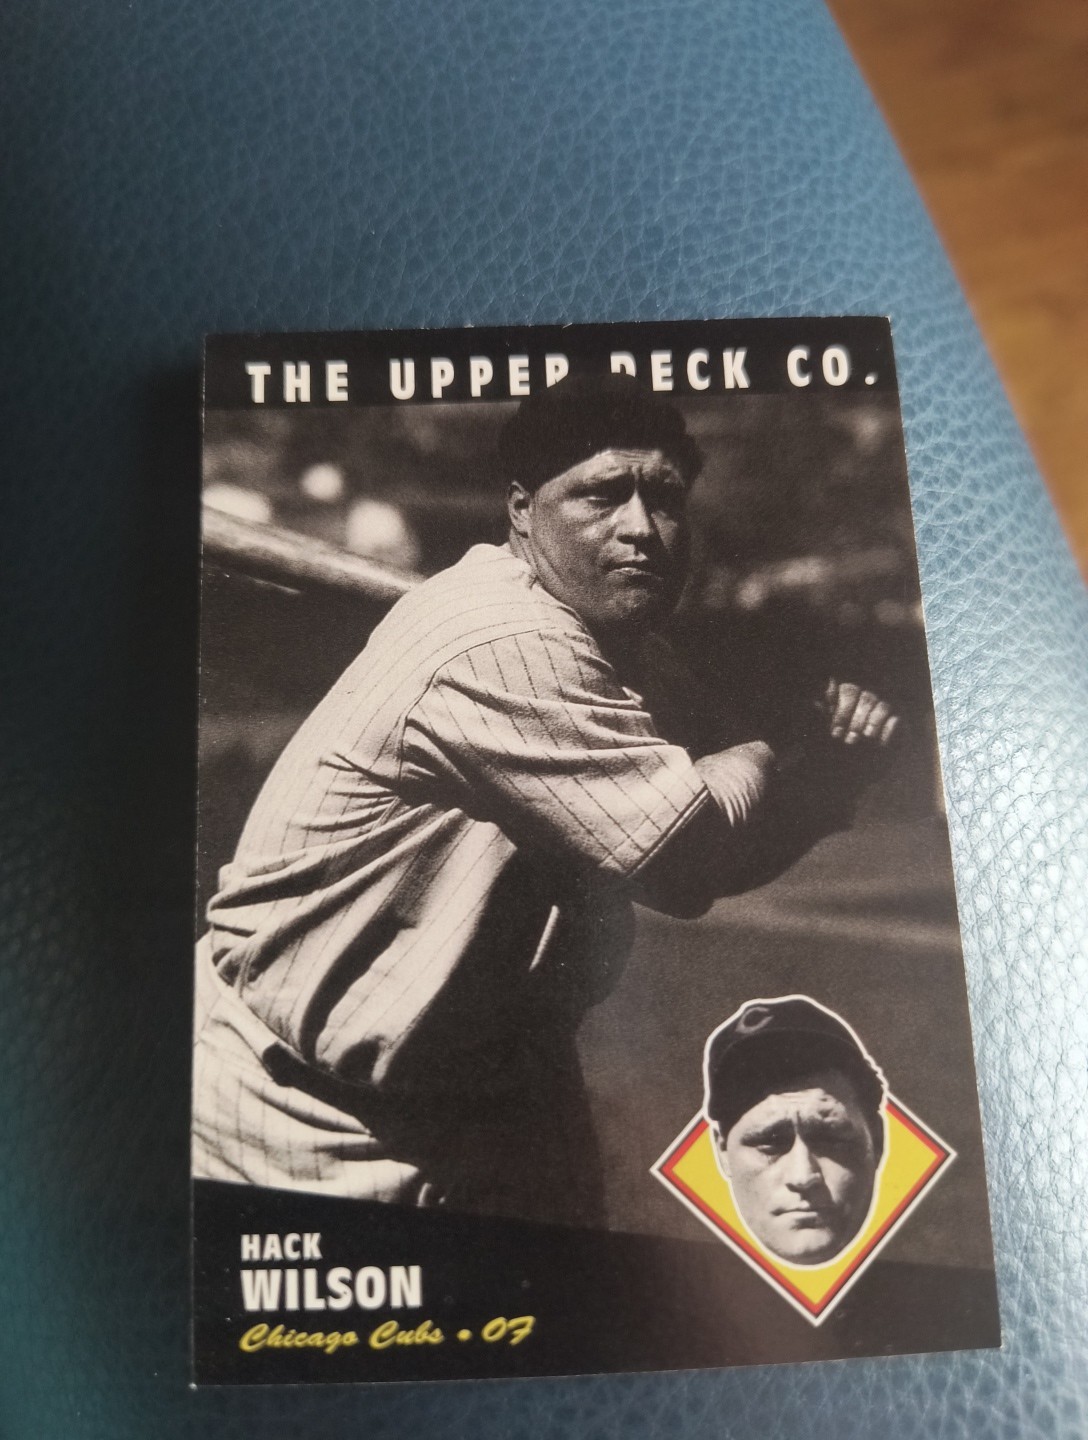 THE UPPER DECK CO.
C
HACK
WILSON
Chicago Cubs • OF